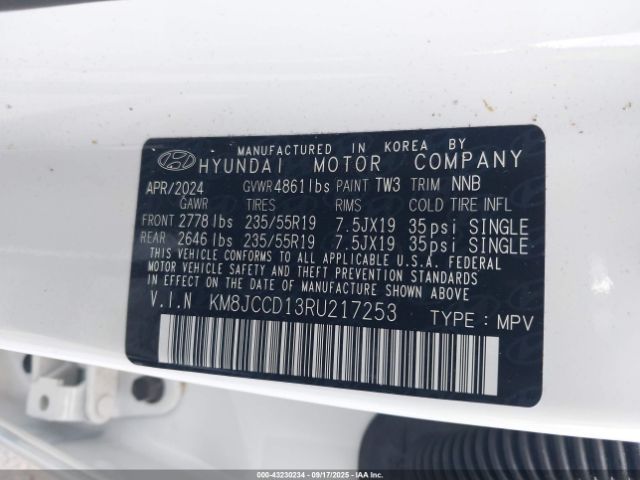 MANUFACTURED IN KOREA BY
HYUNDAI MOTOR COMPANY
APR/2024 GVWR 4861lbs PAINT TW3 TRIM NNB
GAWR TIRES RIMS COLD TIRE INFL
FRONT 2778 lbs 235/55R19 7.5JX19 35psi SINGLE
REAR 2646 lbs 235/55R19 7.5JX19 35psi SINGLE
THIS VEHICLE CONFORMS TO ALL APPLICABLE U.S.A. FEDERAL
MOTOR VEHICLE SAFETY AND THEFT PREVENTION STANDARDS
IN EFFECT ON THE DATE OF MANUFACTURE SHOWN ABOVE.
V.I.N KM8JCCD13RU217253 TYPE : MPV
000-43230234 - 09/17/2025 - IAA Inc.